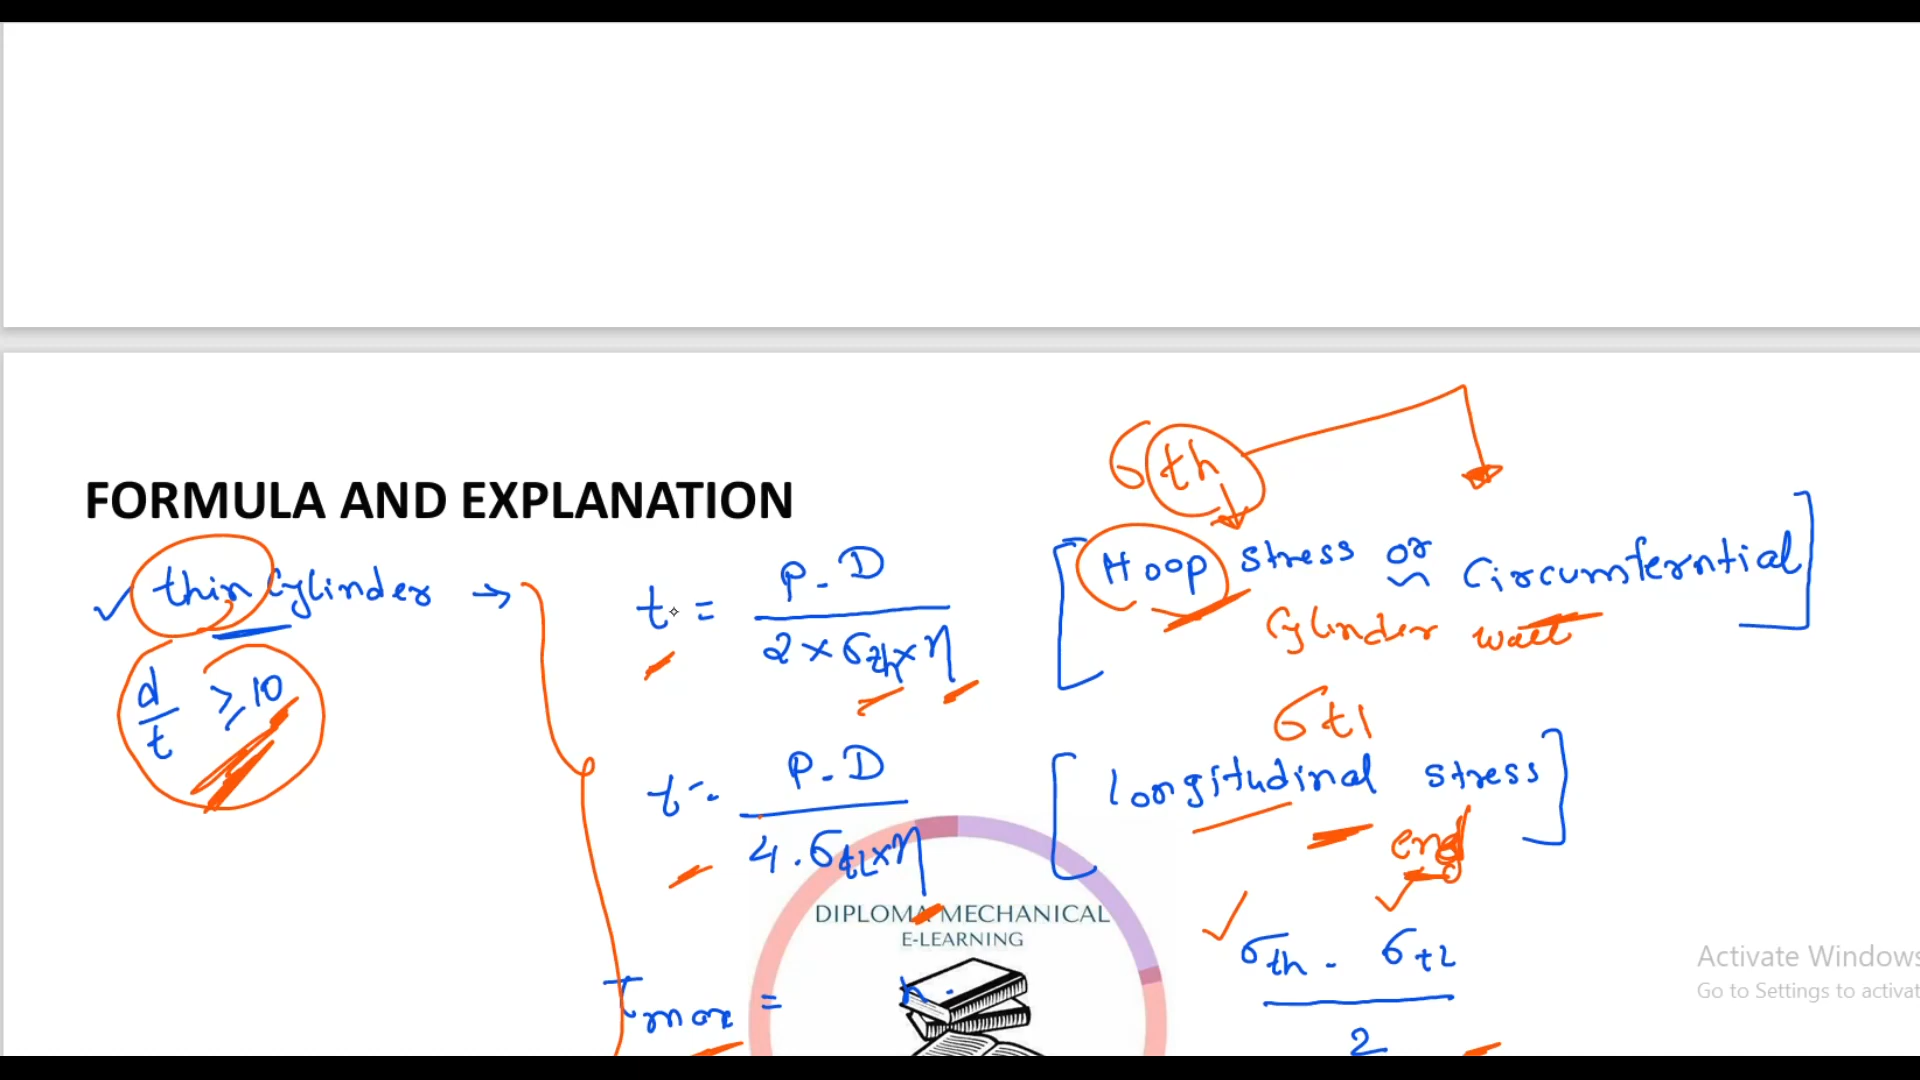 σth
FORMULA AND EXPLANATION
thin Cylinder → t = P.D / 2 × σth × η [Hoop stress or Circumferntial]
Cylinder wall
d/t ≥ 10
σtl
t = P.D / 4.σtl × η [longitudinal stress]
end
DIPLOMA MECHANICAL
E-LEARNING
τmax = σth - σtl / 2
Activate Windows
Go to Settings to activat